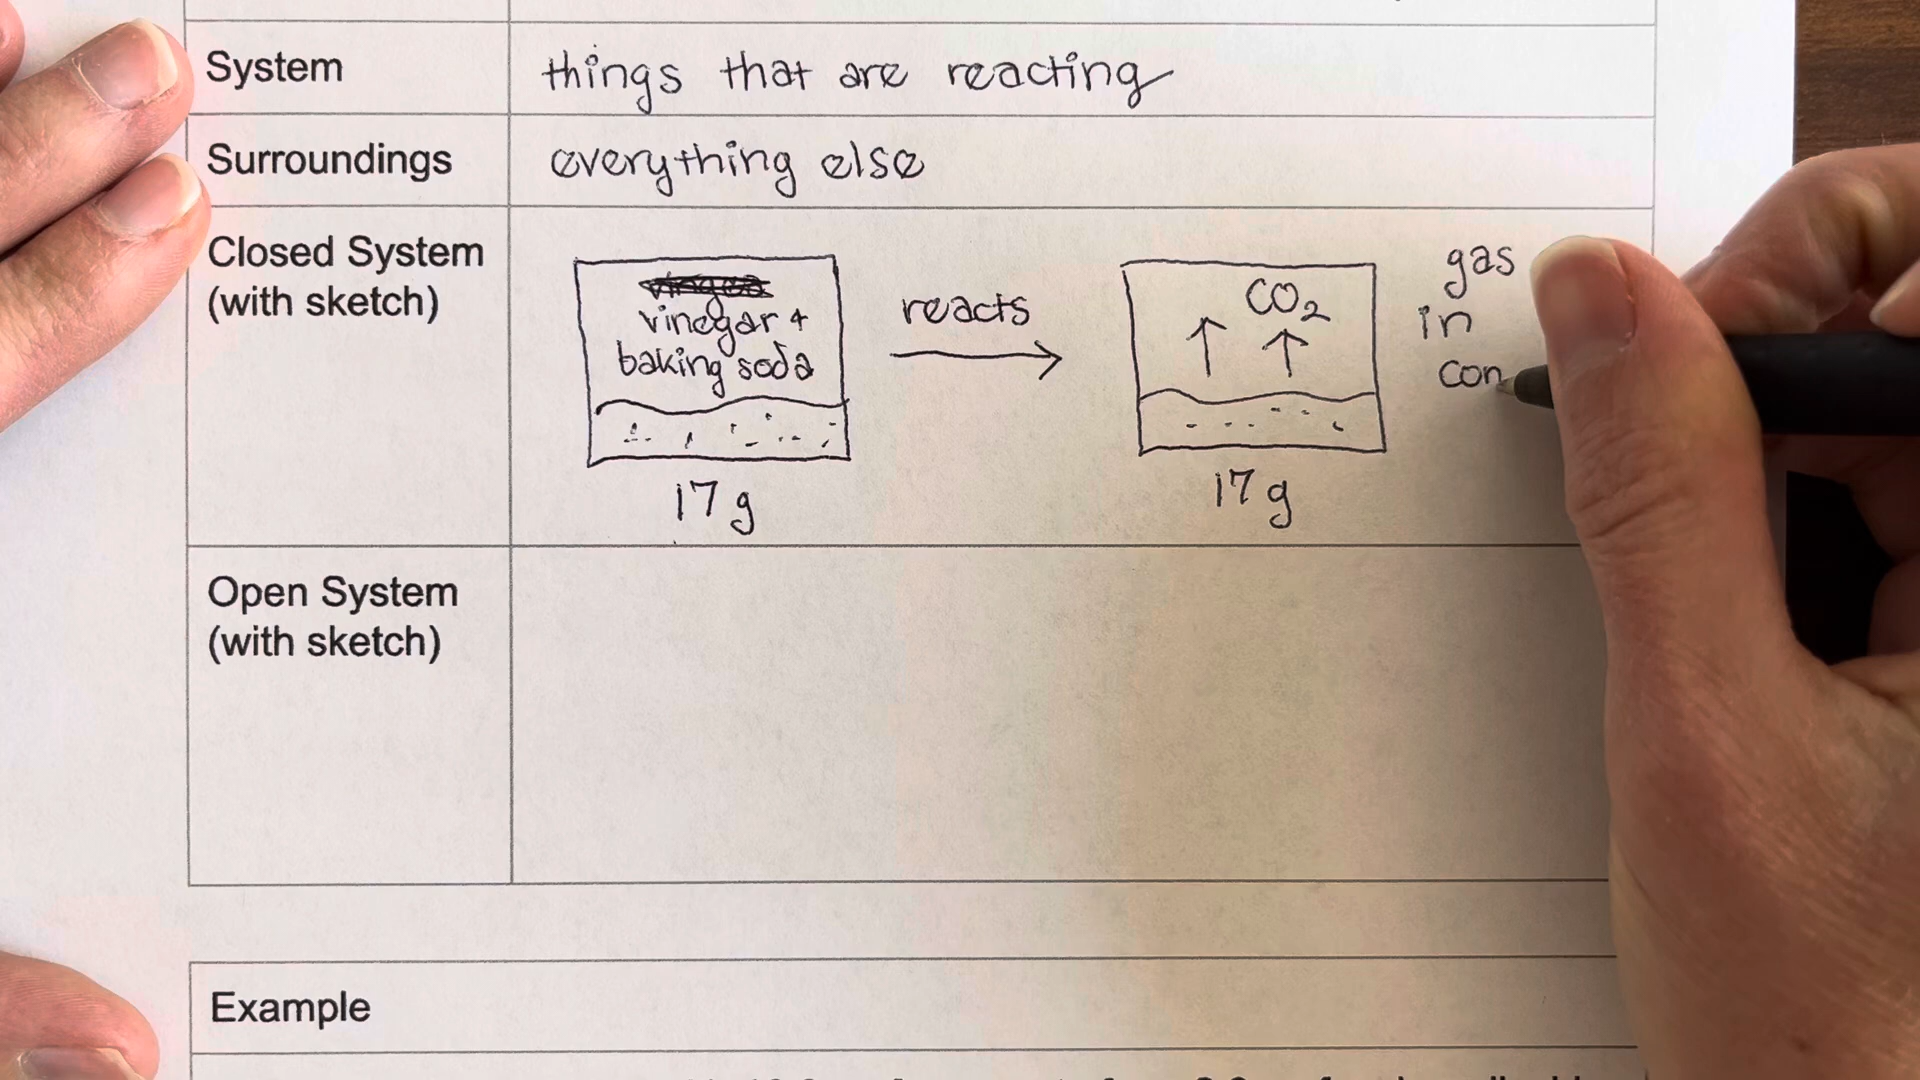 System
things that are reacting
Surroundings
everything else
Closed System
(with sketch)
vinegar +
baking soda
17 g
reacts
CO₂
17 g
gas
in
con
Open System
(with sketch)
Example